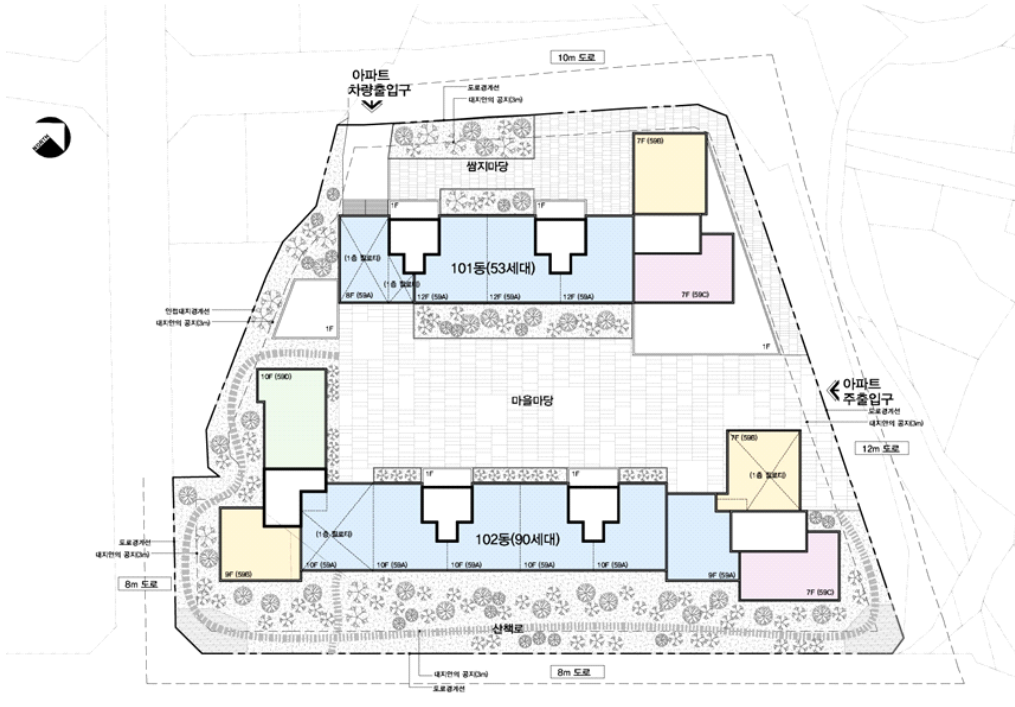 10m 도로
아파트
차량출입구
도로경계선
대지안의 공지(3m)
NORTH
쌈지마당
7F (59B)
1F
1F
(1층 필로티)
101동(53세대)
(1층 필로티)
8F (59A)
12F (59A)
12F (59A)
12F (59A)
7F (59C)
인접대지경계선
대지안의 공지(3m)
1F
1F
10F (59D)
마을마당
아파트
주출입구
도로경계선
대지안의 공지(3m)
12m 도로
7F (59B)
(1층 필로티)
1F
1F
(1층 필로티)
102동(90세대)
도로경계선
대지안의 공지(3m)
8m 도로
9F (59B)
10F (59A)
10F (59A)
10F (59A)
10F (59A)
10F (59A)
9F (59A)
7F (59C)
산책로
대지안의 공지(3m)
8m 도로
도로경계선